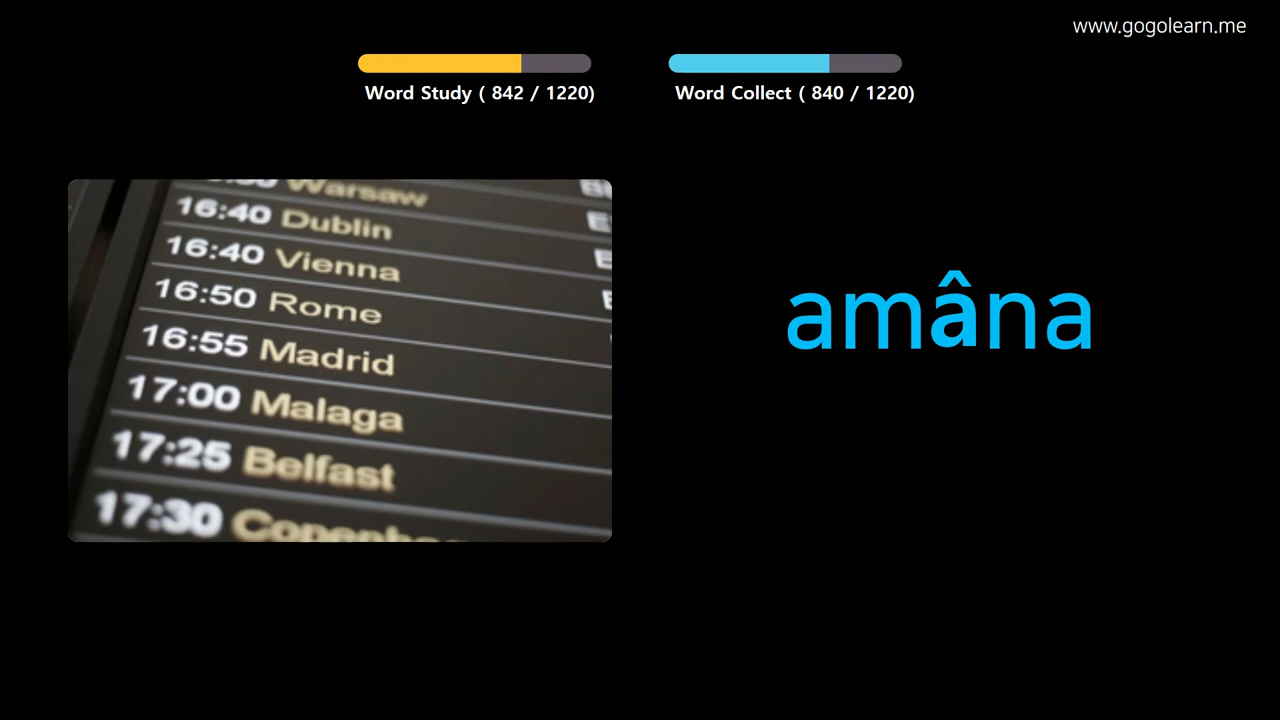 www.gogolearn.me
Word Study ( 842 / 1220)
Word Collect ( 840 / 1220)
Warsaw
16:40 Dublin
16:40 Vienna
16:50 Rome
16:55 Madrid
17:00 Malaga
17:25 Belfast
17:30
amâna